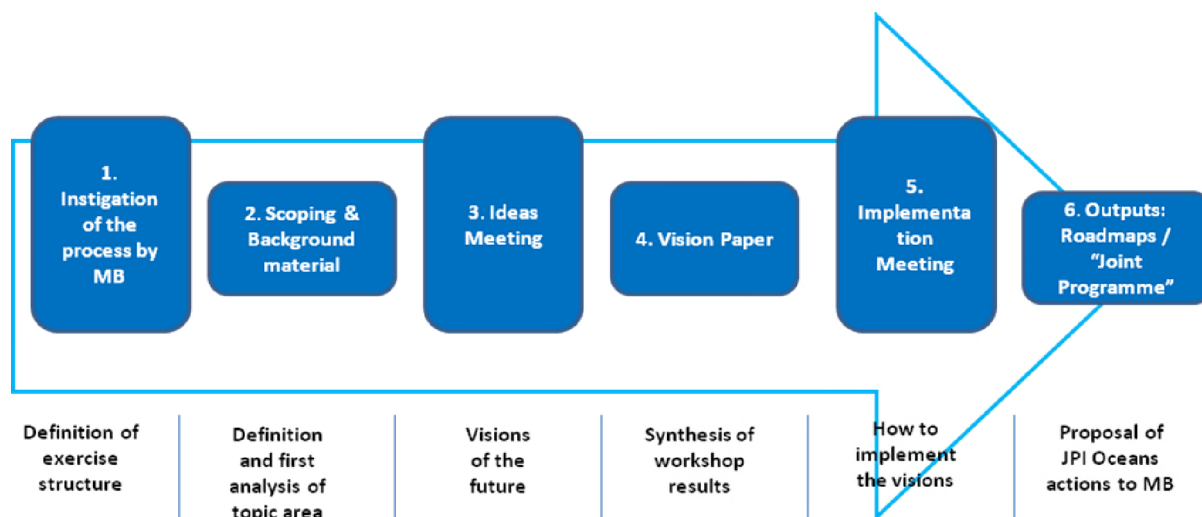 1.
Instigation
of the
process by
MB
2. Scoping &
Background
material
3. Ideas
Meeting
4. Vision Paper
5.
Implementa
tion
Meeting
6. Outputs:
Roadmaps /
“Joint
Programme”
Definition of
exercise
structure
Definition
and first
analysis of
topic area
Visions
of the
future
Synthesis of
workshop
results
How to
implement
the visions
Proposal of
JPI Oceans
actions to MB